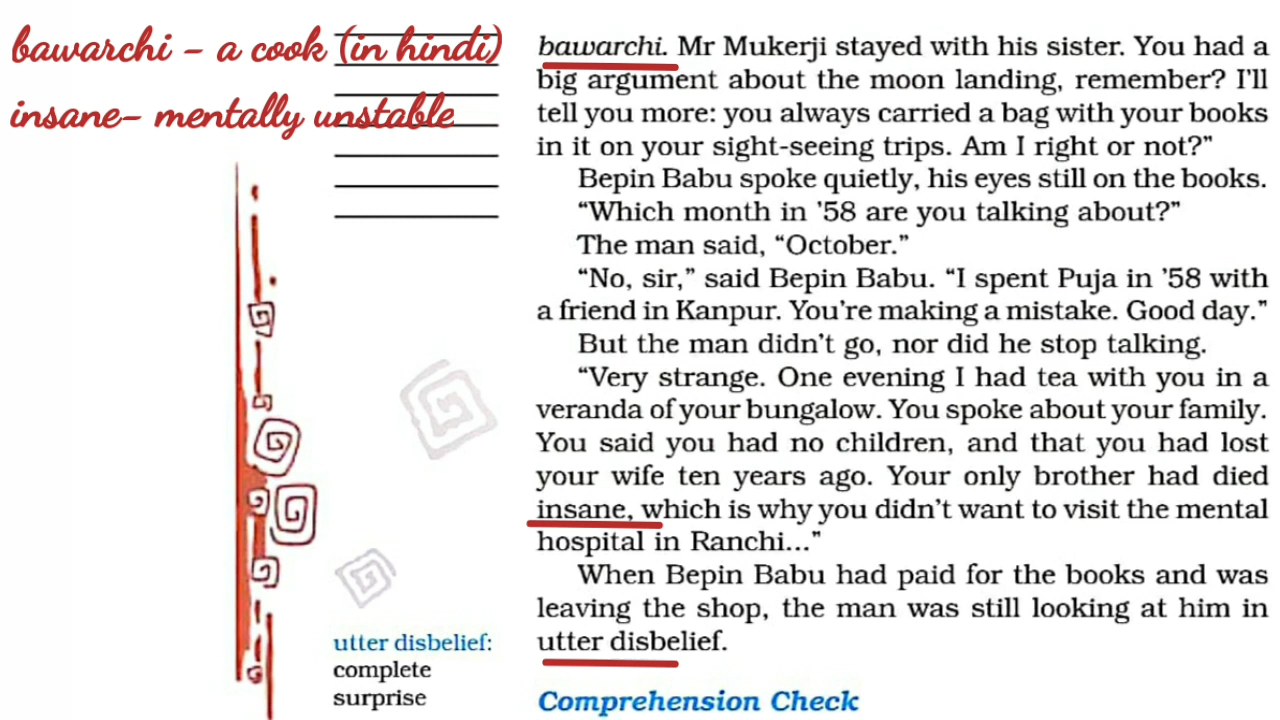 bawarchi - a cook (in hindi)
insane- mentally unstable
bawarchi. Mr Mukerji stayed with his sister. You had a
big argument about the moon landing, remember? I’ll
tell you more: you always carried a bag with your books
in it on your sight-seeing trips. Am I right or not?”
Bepin Babu spoke quietly, his eyes still on the books.
“Which month in ’58 are you talking about?”
The man said, “October.”
“No, sir,” said Bepin Babu. “I spent Puja in ’58 with
a friend in Kanpur. You’re making a mistake. Good day.”
But the man didn’t go, nor did he stop talking.
“Very strange. One evening I had tea with you in a
veranda of your bungalow. You spoke about your family.
You said you had no children, and that you had lost
your wife ten years ago. Your only brother had died
insane, which is why you didn’t want to visit the mental
hospital in Ranchi...”
When Bepin Babu had paid for the books and was
leaving the shop, the man was still looking at him in
utter disbelief.
utter disbelief:
complete
surprise
Comprehension Check